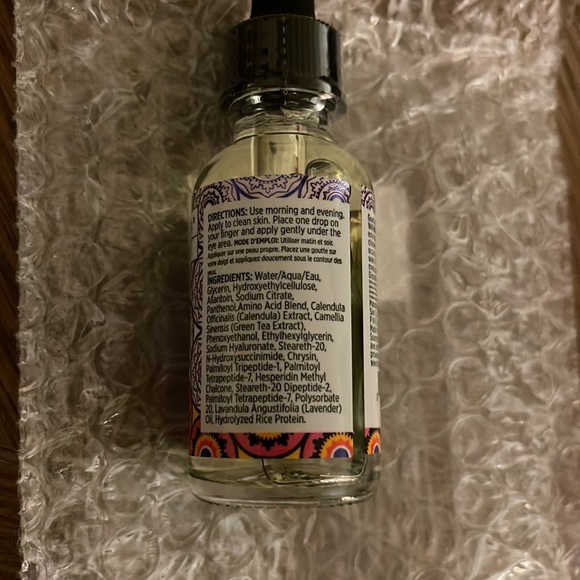 DIRECTIONS: Use morning and evening.
Apply to clean skin. Place one drop on
your finger and apply gently under the
eye area. MODE D'EMPLOI: Utiliser matin et soir.
Appliquer sur une peau propre. Placez une goutte sur
votre doigt et appliquez doucement sous le contour des
yeux.
INGREDIENTS: Water/Aqua/Eau,
Glycerin, Hydroxyethylcellulose,
Allantoin, Sodium Citrate,
Panthenol,Amino Acid Blend, Calendula
Officinalis (Calendula) Extract, Camellia
Sinensis (Green Tea Extract),
Phenoxyethanol, Ethylhexylglycerin,
Sodium Hyaluronate, Steareth-20,
N-Hydroxysuccinimide, Chrysin,
Palmitoyl Tripeptide-1, Palmitoyl
Tetrapeptide-7, Hesperidin Methyl
Chalcone, Steareth-20 Dipeptide-2,
Palmitoyl Tetrapeptide-7, Polysorbate
20, Lavandula Angustifolia (Lavender)
Oil, Hydrolyzed Rice Protein.